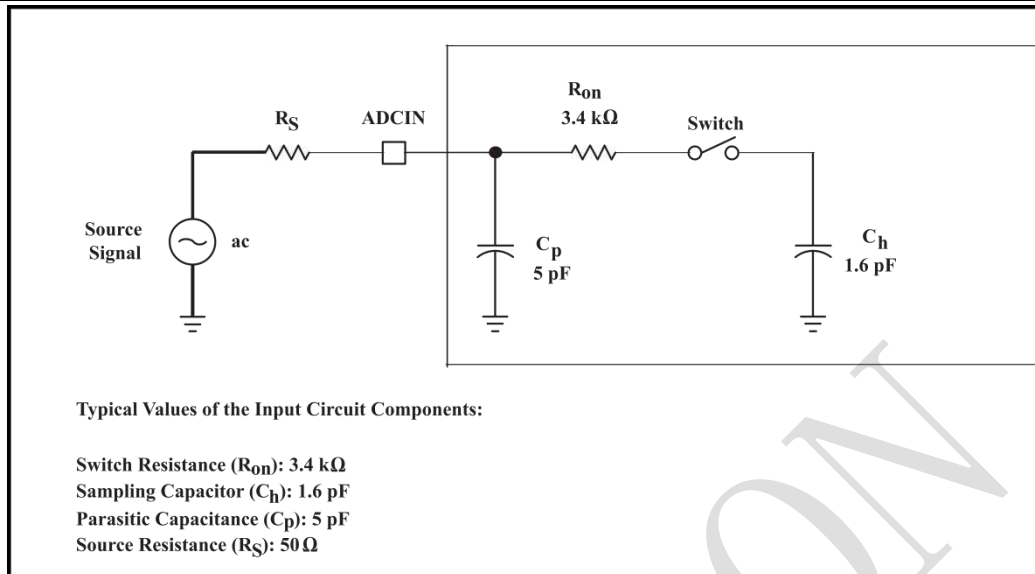 Ron
3.4 kΩ
RS
ADCIN
Switch
Source
Signal
ac
Cp
5 pF
Ch
1.6 pF
Typical Values of the Input Circuit Components:
Switch Resistance (Ron): 3.4 kΩ
Sampling Capacitor (Ch): 1.6 pF
Parasitic Capacitance (Cp): 5 pF
Source Resistance (RS): 50 Ω
ON